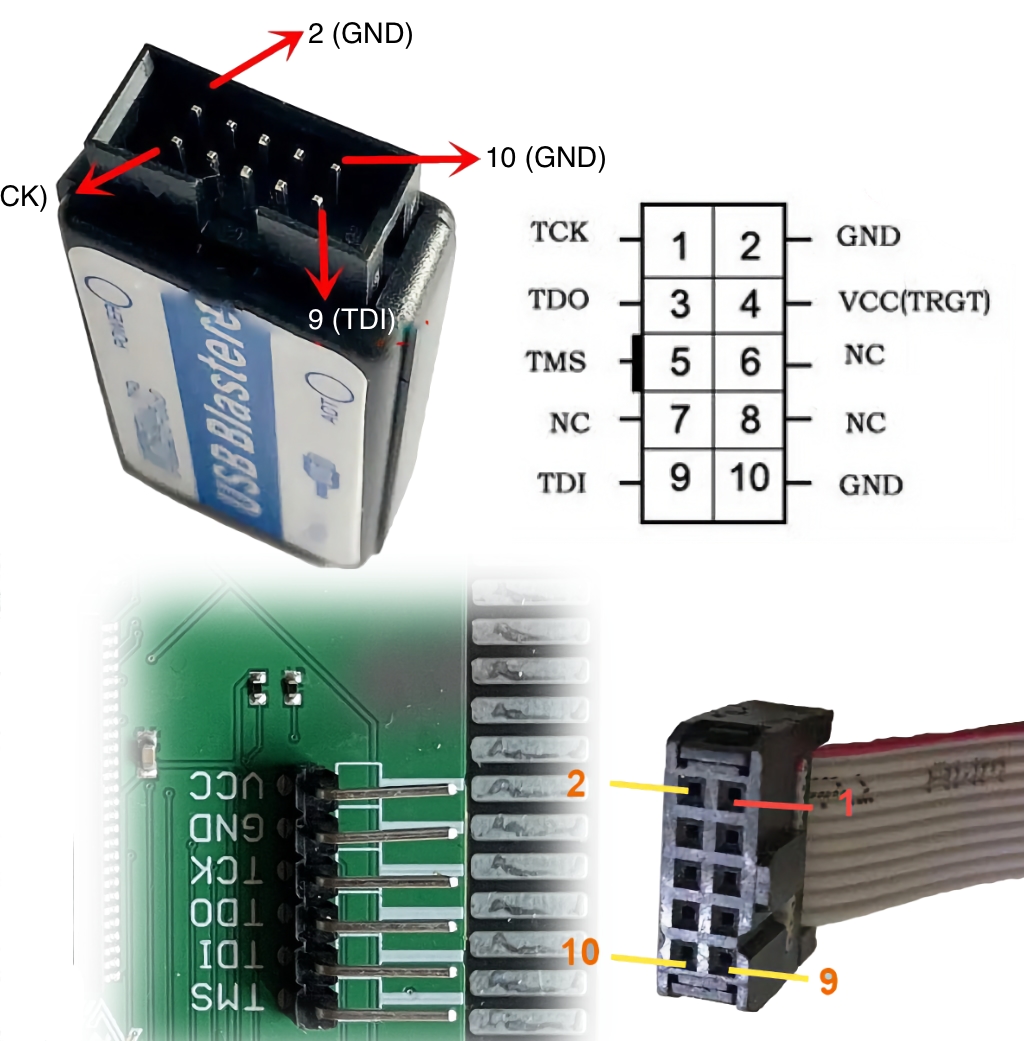 2 (GND)
10 (GND)
CK)
9 (TDI)
POWER
USB Blaster
ADT
TCK 1 2 GND
TDO 3 4 VCC(TRGT)
TMS 5 6 NC
NC 7 8 NC
TDI 9 10 GND
VCC
GND
TCK
TDO
TDI
TMS
2
1
10
9